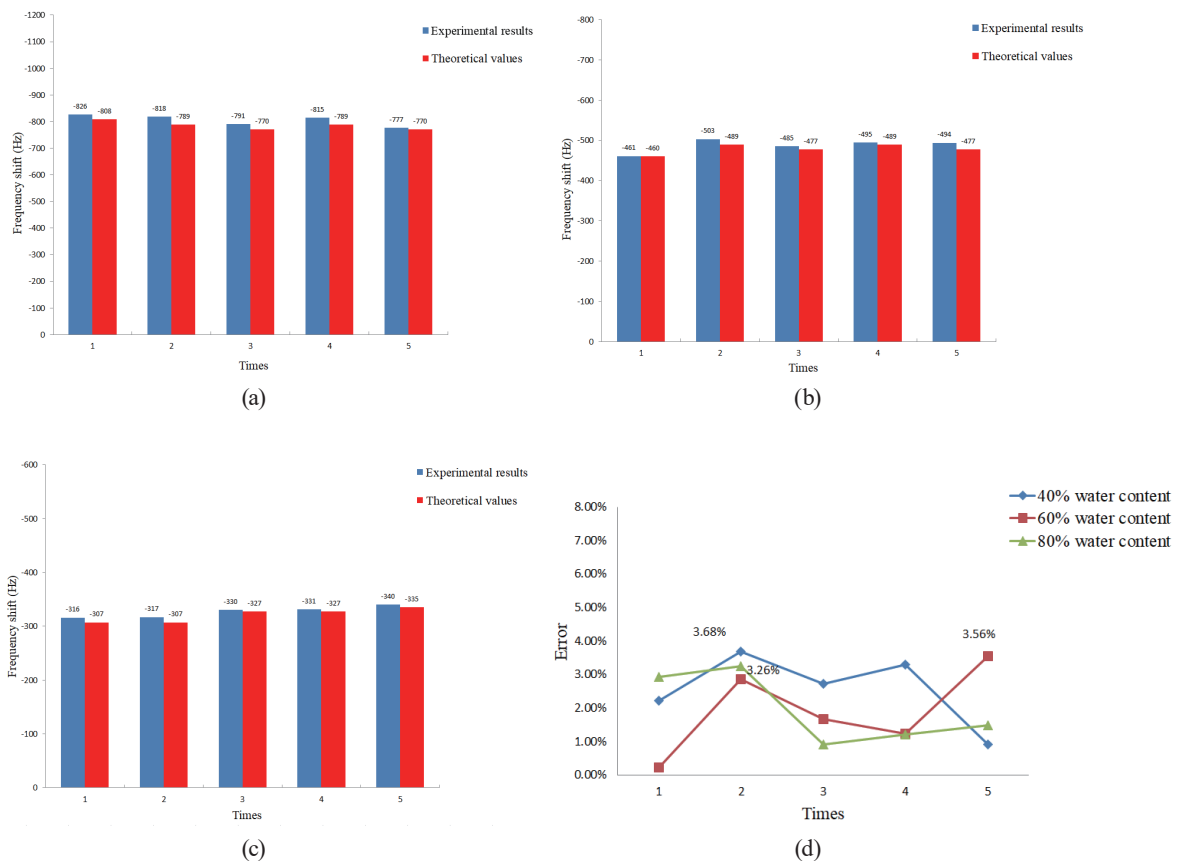 -1200
-1100
-1000
-900
-800
-700
-600
-500
-400
-300
-200
-100
0
Frequency shift (Hz)
Experimental results
Theoretical values
-826 -808 -818 -789 -791 -770 -815 -789 -777 -770
1 2 3 4 5
Times
(a)
-800
-700
-600
-500
-400
-300
-200
-100
0
Frequency shift (Hz)
Experimental results
Theoretical values
-461 -460 -503 -489 -485 -477 -495 -489 -494 -477
1 2 3 4 5
Times
(b)
-600
-500
-400
-300
-200
-100
0
Frequency shift (Hz)
Experimental results
Theoretical values
-316 -307 -317 -307 -330 -327 -331 -327 -340 -335
1 2 3 4 5
Times
(c)
40% water content
60% water content
80% water content
8.00%
7.00%
6.00%
5.00%
4.00%
3.00%
2.00%
1.00%
0.00%
Error
3.68%
3.26%
3.56%
1 2 3 4 5
Times
(d)